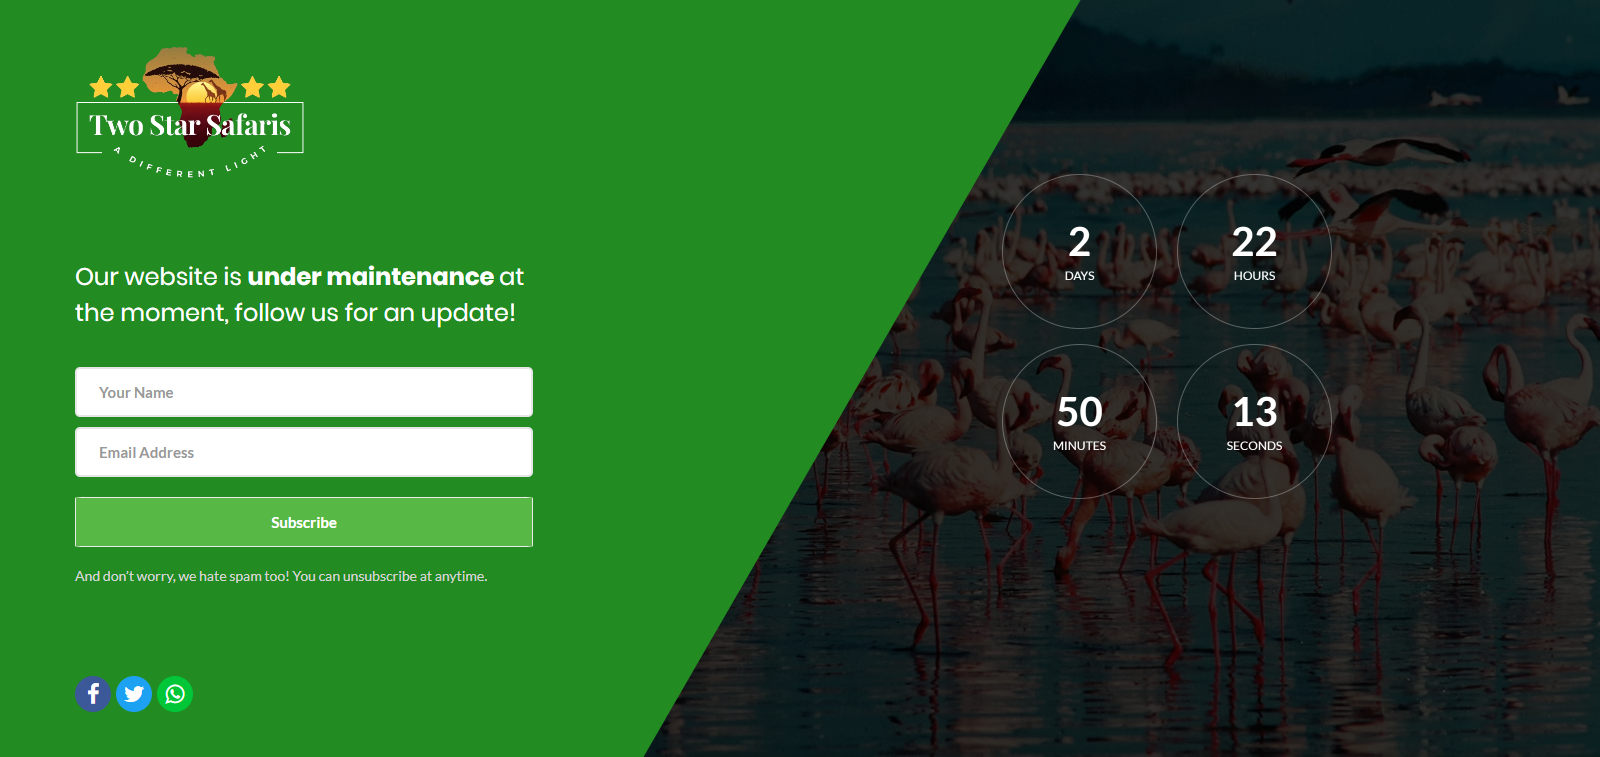 Two Star Safaris
A DIFFERENT LIGHT
Our website is under maintenance at
the moment, follow us for an update!
Your Name
Email Address
Subscribe
And don't worry, we hate spam too! You can unsubscribe at anytime.
2
DAYS
22
HOURS
50
MINUTES
13
SECONDS